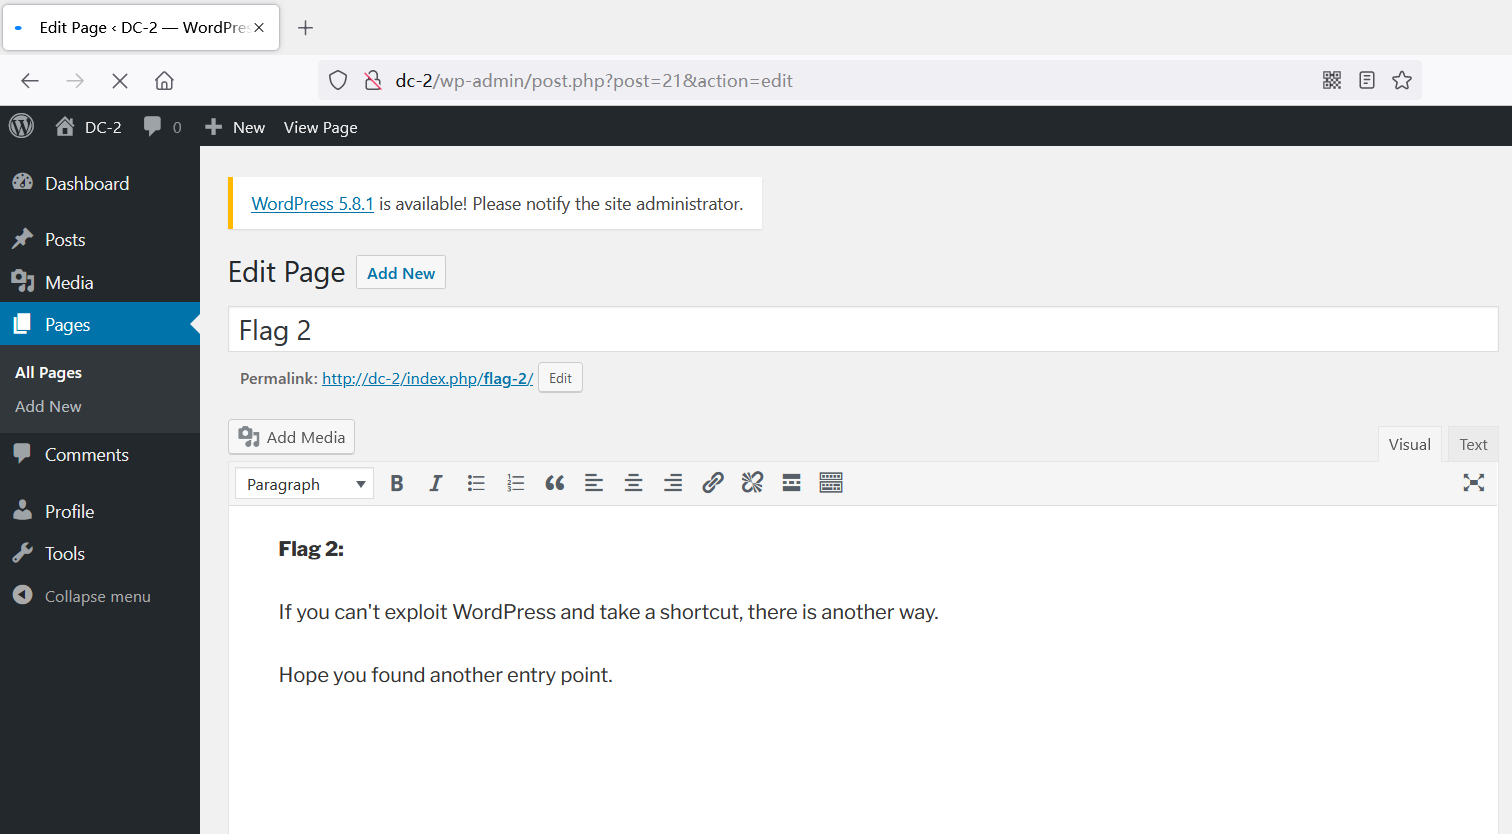 Edit Page ‹ DC-2 — WordPres
dc-2/wp-admin/post.php?post=21&action=edit
DC-2 0 New View Page
Dashboard
Posts
Media
Pages
All Pages
Add New
Comments
Profile
Tools
Collapse menu
WordPress 5.8.1 is available! Please notify the site administrator.
Edit Page Add New
Flag 2
Permalink: http://dc-2/index.php/flag-2/ Edit
Add Media
Visual Text
Paragraph
Flag 2:
If you can't exploit WordPress and take a shortcut, there is another way.
Hope you found another entry point.